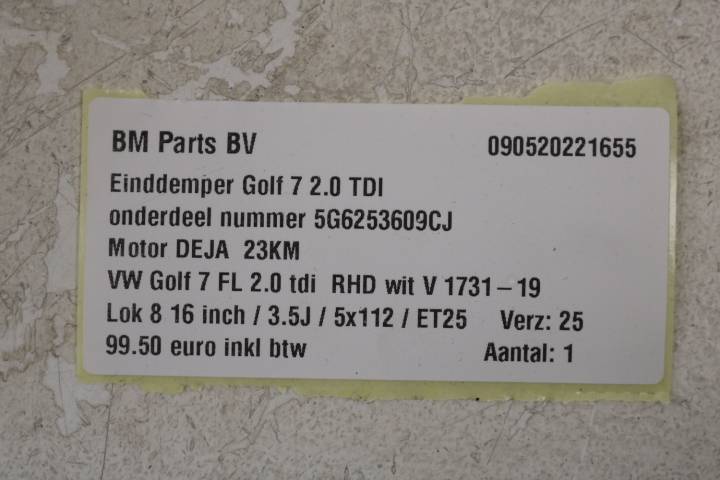 BM Parts BV 090520221655
Einddemper Golf 7 2.0 TDI
onderdeel nummer 5G6253609CJ
Motor DEJA 23KM
VW Golf 7 FL 2.0 tdi RHD wit V 1731-19
Lok 8 16 inch / 3.5J / 5x112 / ET25 Verz: 25
99.50 euro inkl btw Aantal: 1